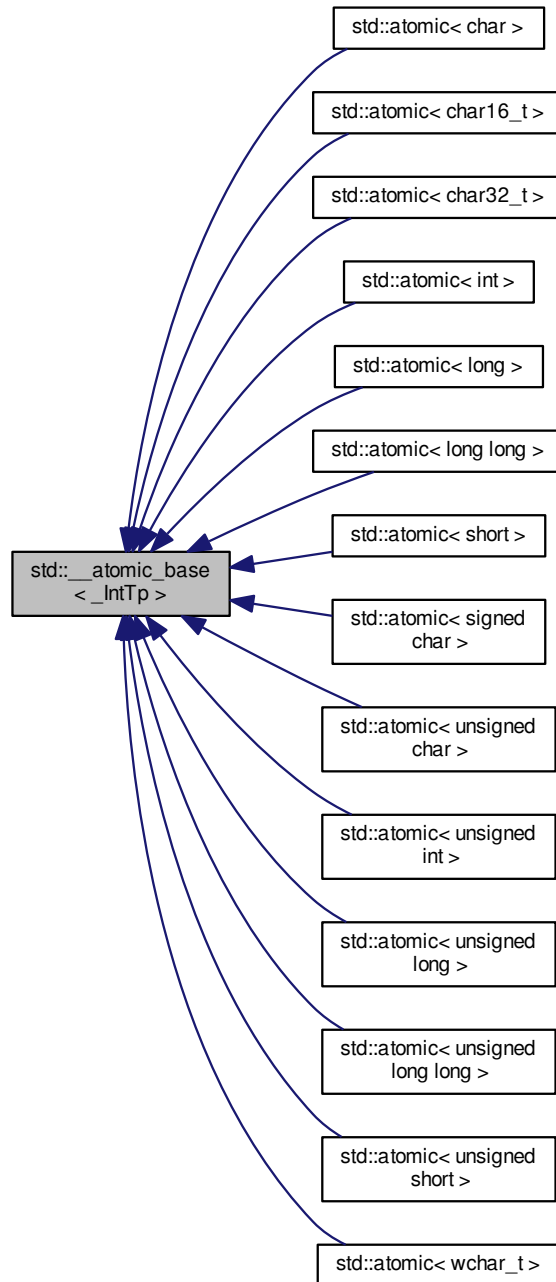 std::atomic< char >
std::atomic< char16_t >
std::atomic< char32_t >
std::atomic< int >
std::atomic< long >
std::atomic< long long >
std::atomic< short >
std::__atomic_base
< _IntTp >
std::atomic< signed
char >
std::atomic< unsigned
char >
std::atomic< unsigned
int >
std::atomic< unsigned
long >
std::atomic< unsigned
long long >
std::atomic< unsigned
short >
std::atomic< wchar_t >